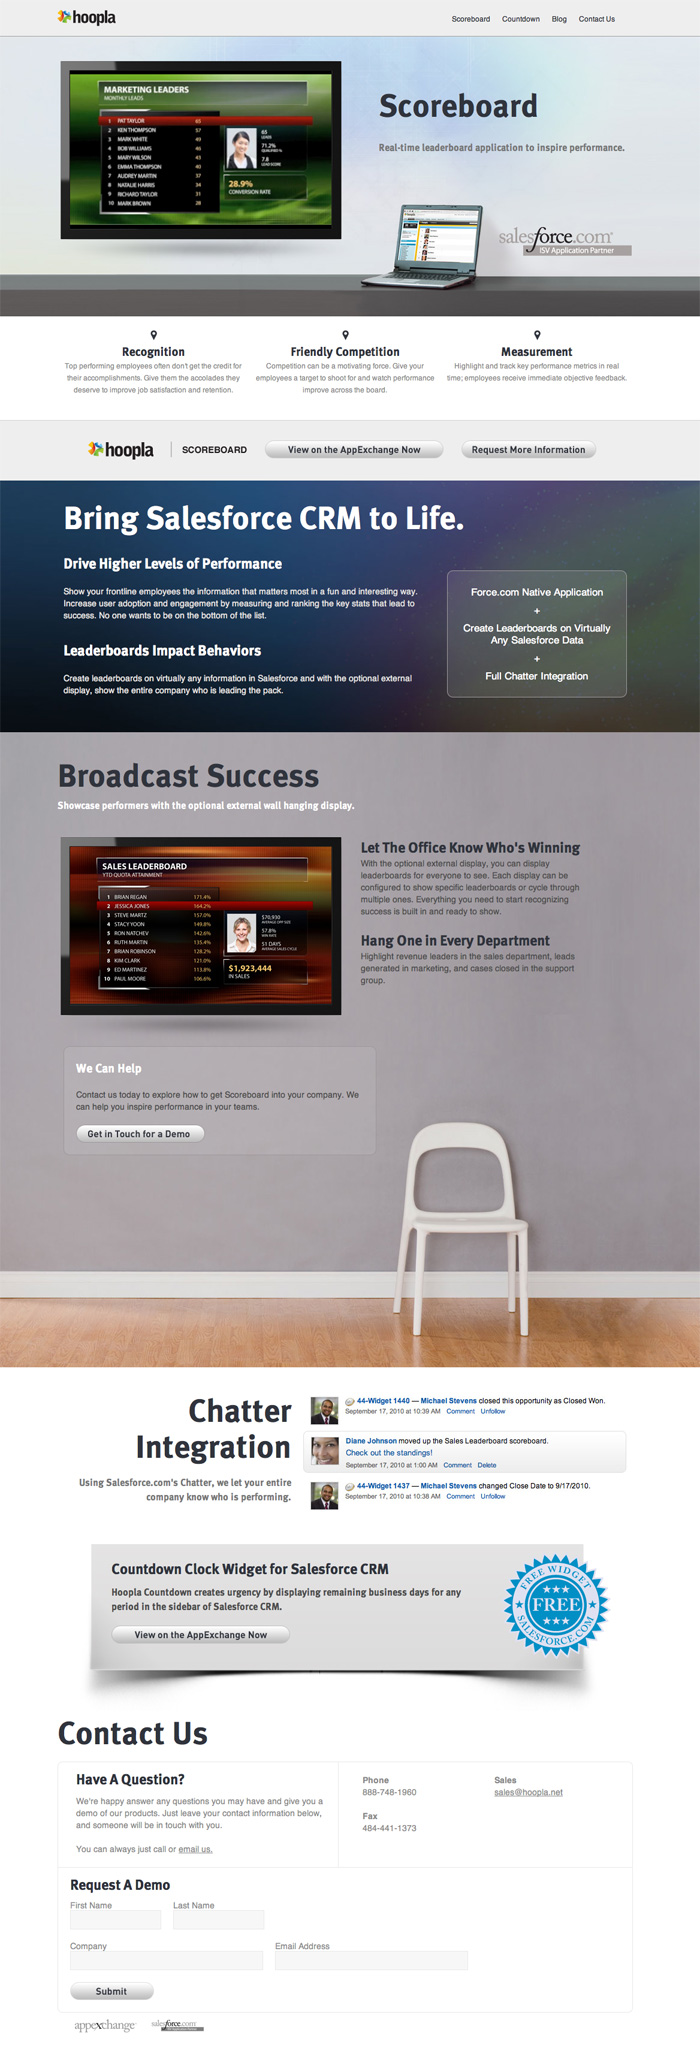 hoopla
Scoreboard Countdown Blog Contact Us
MARKETING LEADERS
MONTHLY LEADS
1 PAT TAYLOR 65
2 KEN THOMPSON 57
3 MARK WHITE 49
4 BOB WILLIAMS 46
5 MARY WILSON 43
6 EMMA THOMPSON 40
7 AUDREY MARTIN 37
8 NATALIE HARRIS 34
9 RICHARD TAYLOR 31
10 MARK BROWN 28
65
LEADS
71.2%
QUALIFIED %
7.8
LEAD SCORE
28.9%
CONVERSION RATE
Scoreboard
Real-time leaderboard application to inspire performance.
salesforce.com
ISV Application Partner
Recognition
Top performing employees often don't get the credit for
their accomplishments. Give them the accolades they
deserve to improve job satisfaction and retention.
Friendly Competition
Competition can be a motivating force. Give your
employees a target to shoot for and watch performance
improve across the board.
Measurement
Highlight and track key performance metrics in real
time; employees receive immediate objective feedback.
hoopla SCOREBOARD View on the AppExchange Now Request More Information
Bring Salesforce CRM to Life.
Drive Higher Levels of Performance
Show your frontline employees the information that matters most in a fun and interesting way.
Increase user adoption and engagement by measuring and ranking the key stats that lead to
success. No one wants to be on the bottom of the list.
Leaderboards Impact Behaviors
Create leaderboards on virtually any information in Salesforce and with the optional external
display, show the entire company who is leading the pack.
Force.com Native Application
+
Create Leaderboards on Virtually
Any Salesforce Data
+
Full Chatter Integration
Broadcast Success
Showcase performers with the optional external wall hanging display.
SALES LEADERBOARD
YTD QUOTA ATTAINMENT
1 BRIAN REGAN 171.4%
2 JESSICA JONES 164.2%
3 STEVE MARTZ 157.0%
4 STACY YOON 149.8%
5 RON NATCHEV 142.6%
6 RUTH MARTIN 135.4%
7 BRIAN ROBINSON 128.2%
8 KIM CLARK 121.0%
9 ED MARTINEZ 113.8%
10 PAUL MOORE 106.6%
$70,930
AVERAGE OPP SIZE
57.8%
WIN RATE
51 DAYS
AVERAGE SALES CYCLE
$1,923,444
IN SALES
Let The Office Know Who's Winning
With the optional external display, you can display
leaderboards for everyone to see. Each display can be
configured to show specific leaderboards or cycle through
multiple ones. Everything you need to start recognizing
success is built in and ready to show.
Hang One in Every Department
Highlight revenue leaders in the sales department, leads
generated in marketing, and cases closed in the support
group.
We Can Help
Contact us today to explore how to get Scoreboard into your company. We
can help you inspire performance in your teams.
Get in Touch for a Demo
Chatter
Integration
Using Salesforce.com's Chatter, we let your entire
company know who is performing.
44-Widget 1440 — Michael Stevens closed this opportunity as Closed Won.
September 17, 2010 at 10:39 AM Comment Unfollow
Diane Johnson moved up the Sales Leaderboard scoreboard.
Check out the standings!
September 17, 2010 at 1:00 AM Comment Delete
44-Widget 1437 — Michael Stevens changed Close Date to 9/17/2010.
September 17, 2010 at 10:38 AM Comment Unfollow
Countdown Clock Widget for Salesforce CRM
Hoopla Countdown creates urgency by displaying remaining business days for any
period in the sidebar of Salesforce CRM.
View on the AppExchange Now
FREE WIDGET
FREE
SALESFORCE.COM
Contact Us
Have A Question?
We're happy answer any questions you may have and give you a
demo of our products. Just leave your contact information below,
and someone will be in touch with you.
You can always just call or email us.
Phone
888-748-1960
Fax
484-441-1373
Sales
sales@hoopla.net
Request A Demo
First Name Last Name
Company Email Address
Submit
appexchange salesforce.com